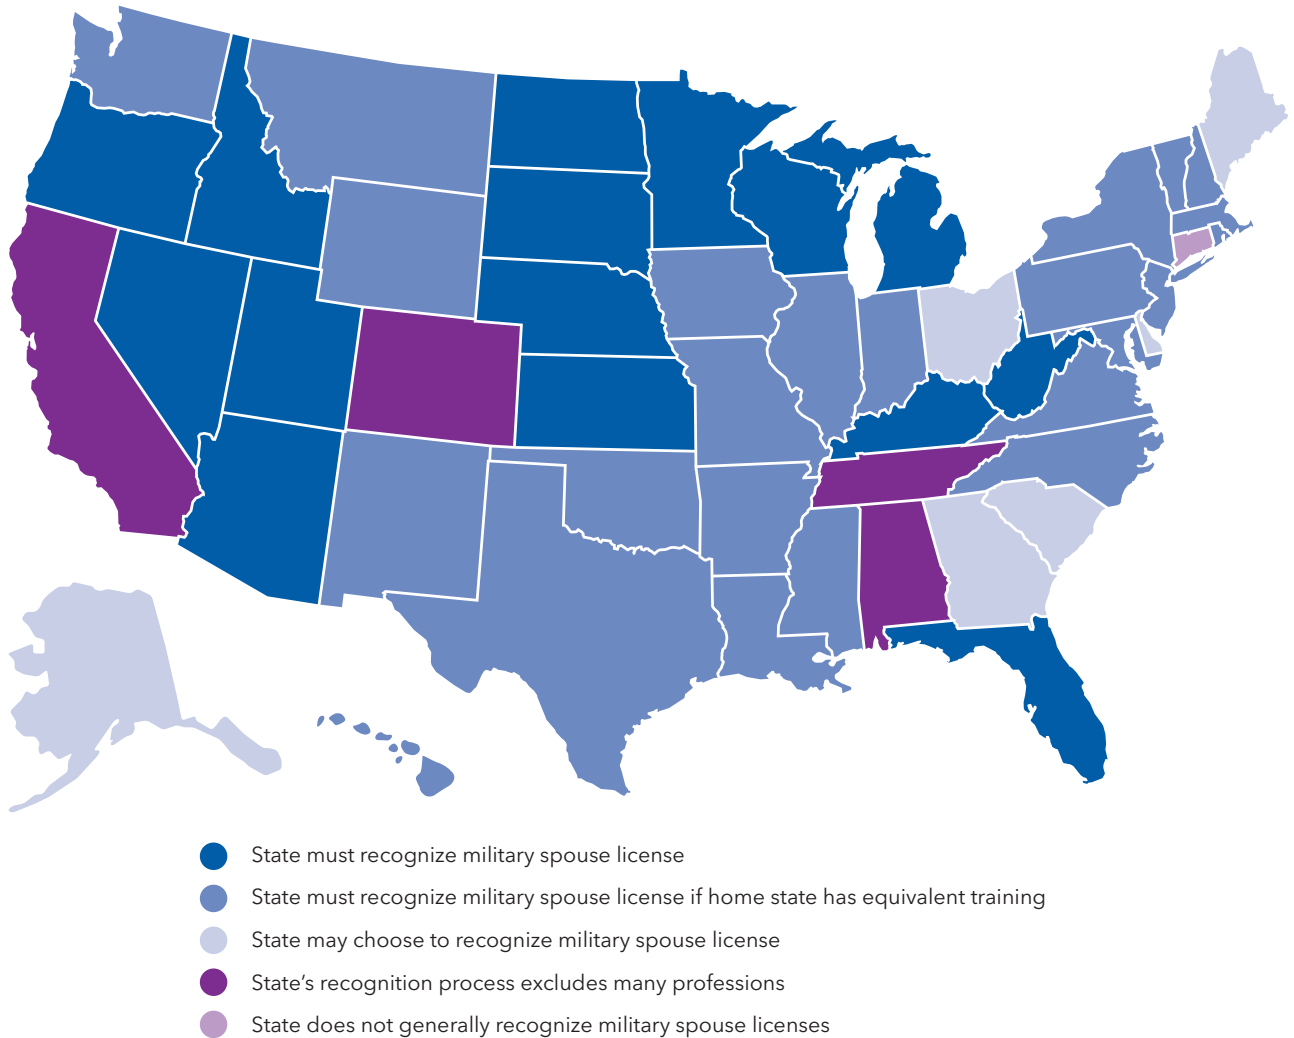 State must recognize military spouse license
State must recognize military spouse license if home state has equivalent training
State may choose to recognize military spouse license
State’s recognition process excludes many professions
State does not generally recognize military spouse licenses